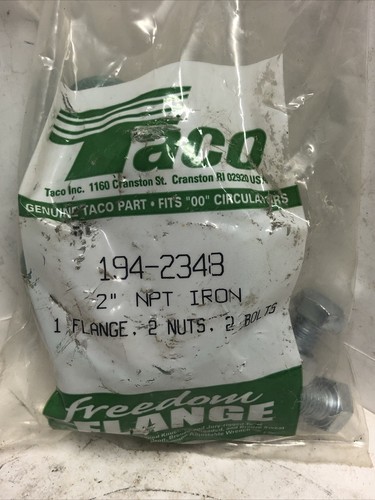 Taco
Taco Inc. 1160 Cranston St. Cranston RI 02920 US
GENUINE TACO PART • FITS "00" CIRCULATORS
194-2348
2" NPT IRON
1 FLANGE, 2 NUTS, 2 BOLTS
freedom
FLANGE